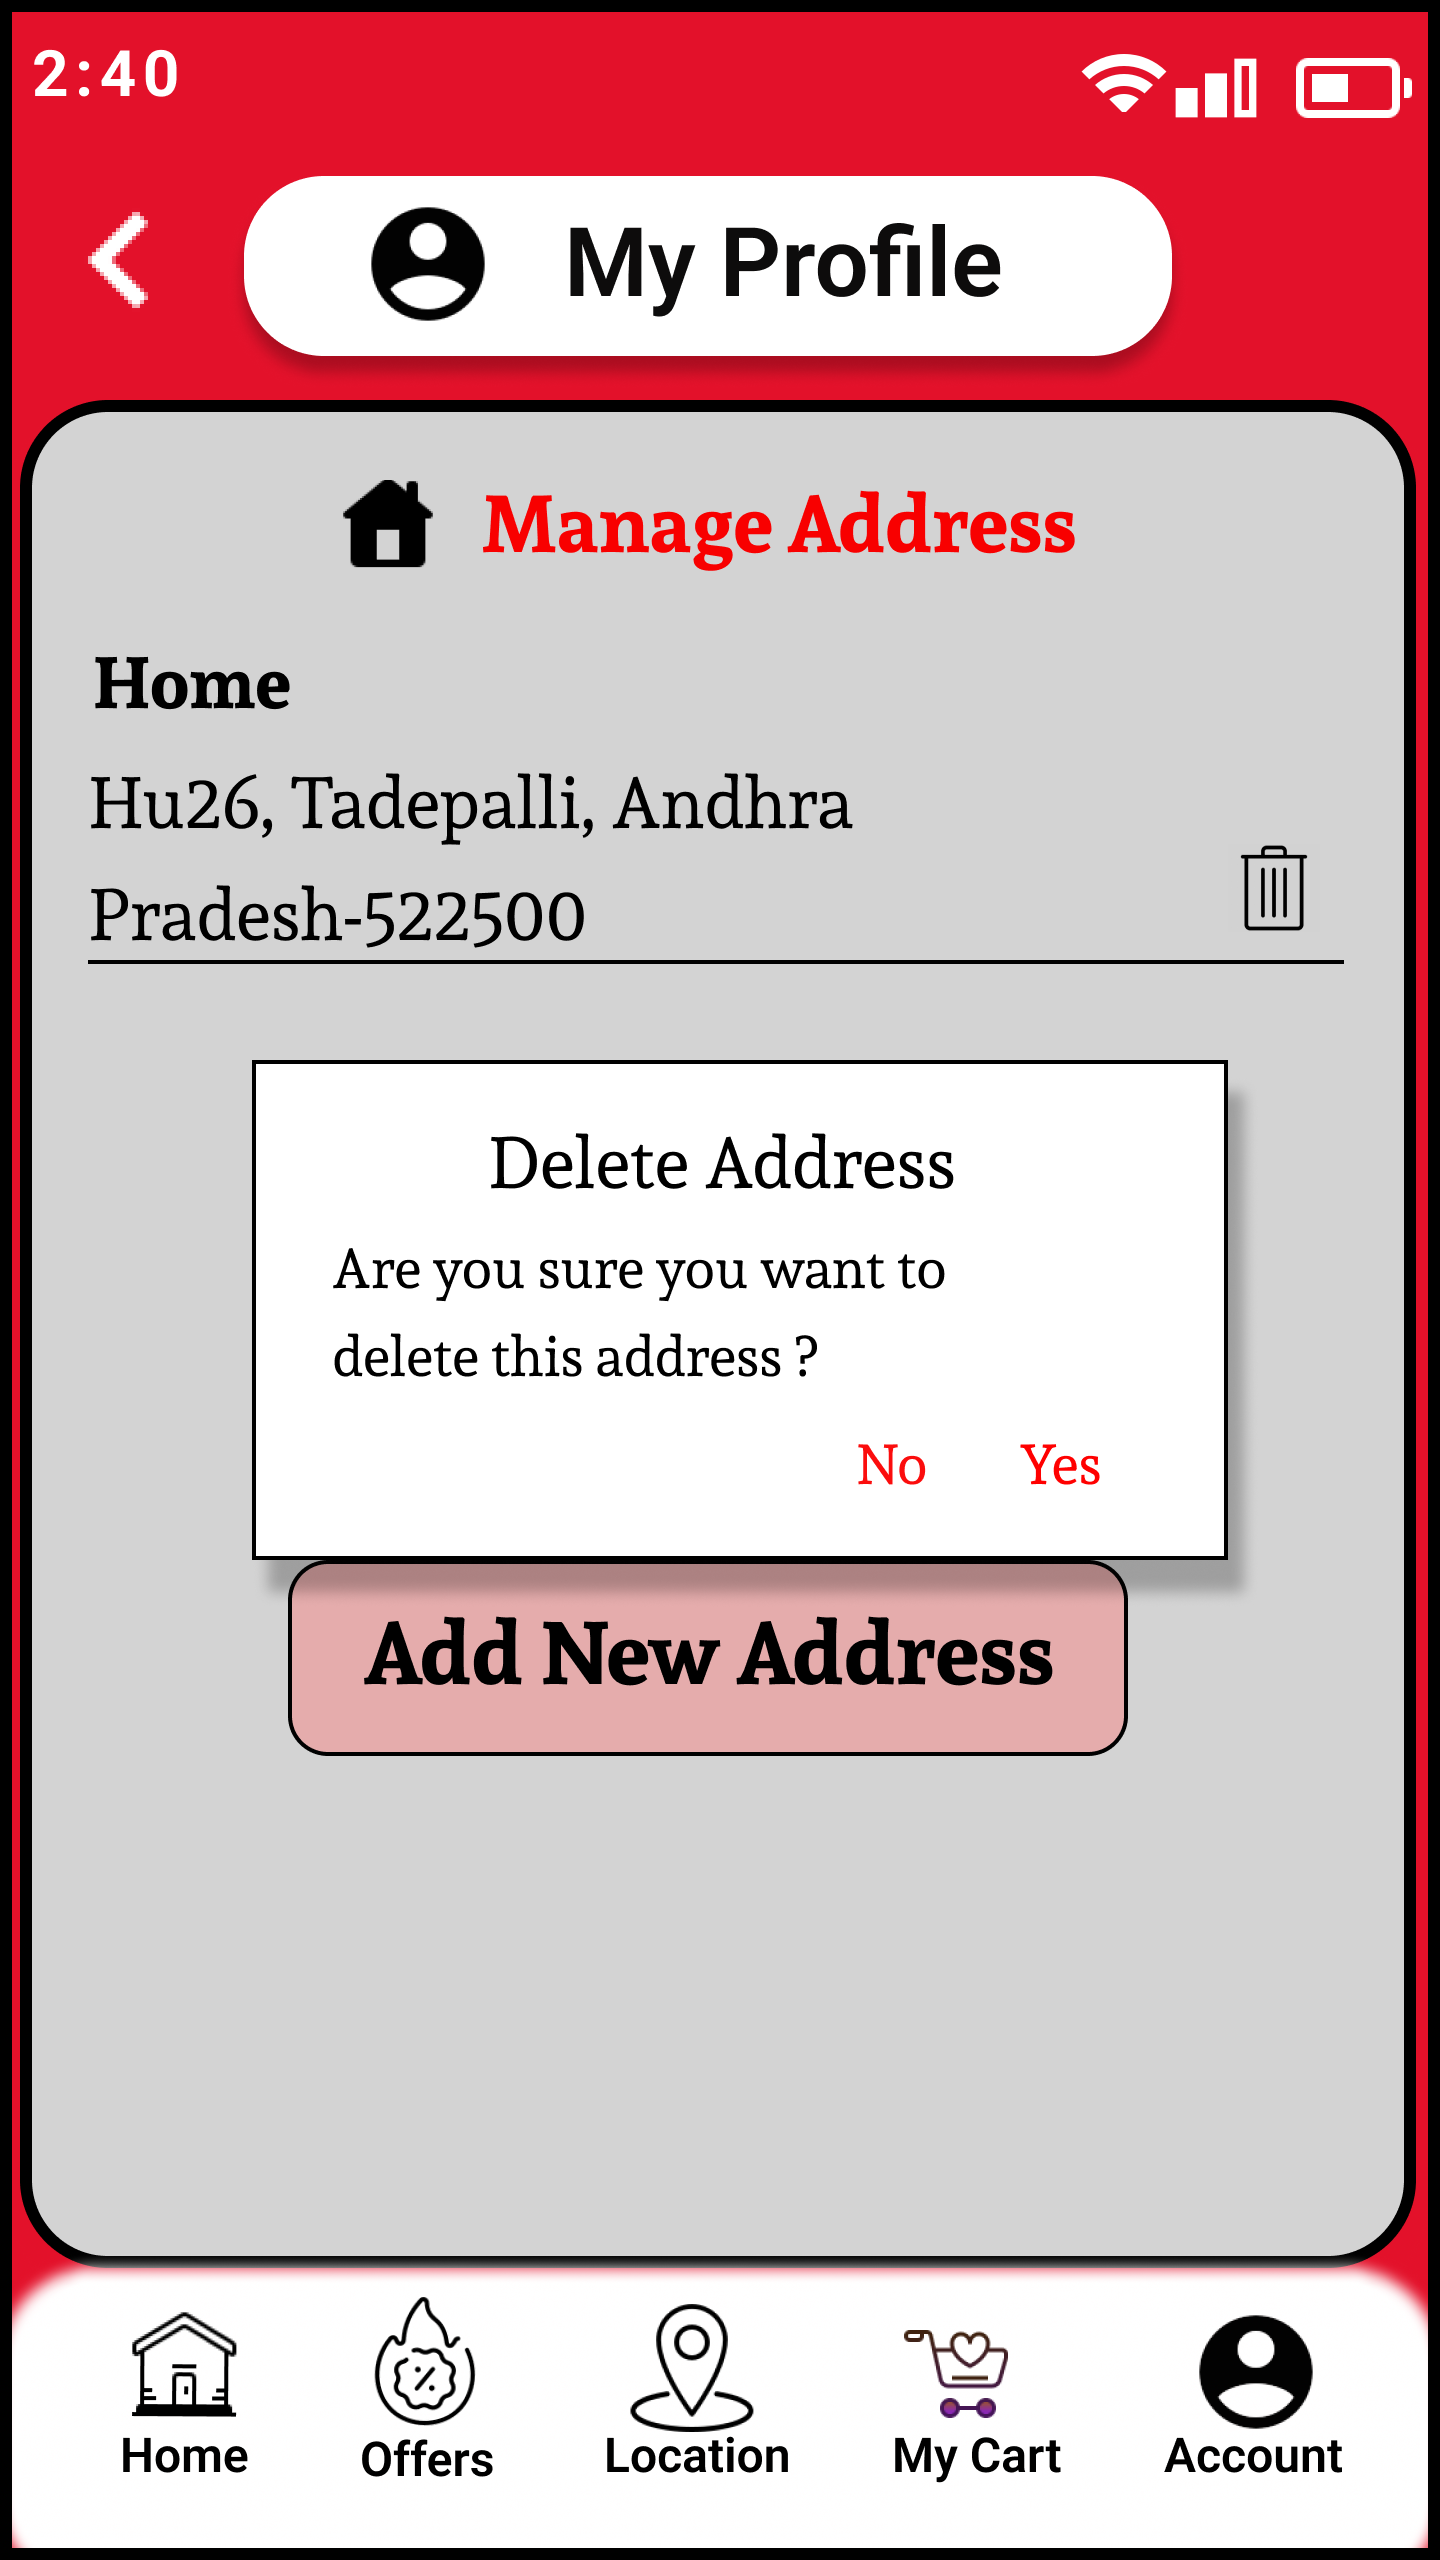 2:40
My Profile
Manage Address
Home
Hu26, Tadepalli, Andhra
Pradesh-522500
Delete Address
Are you sure you want to
delete this address ?
No Yes
Add New Address
Home Offers Location My Cart Account